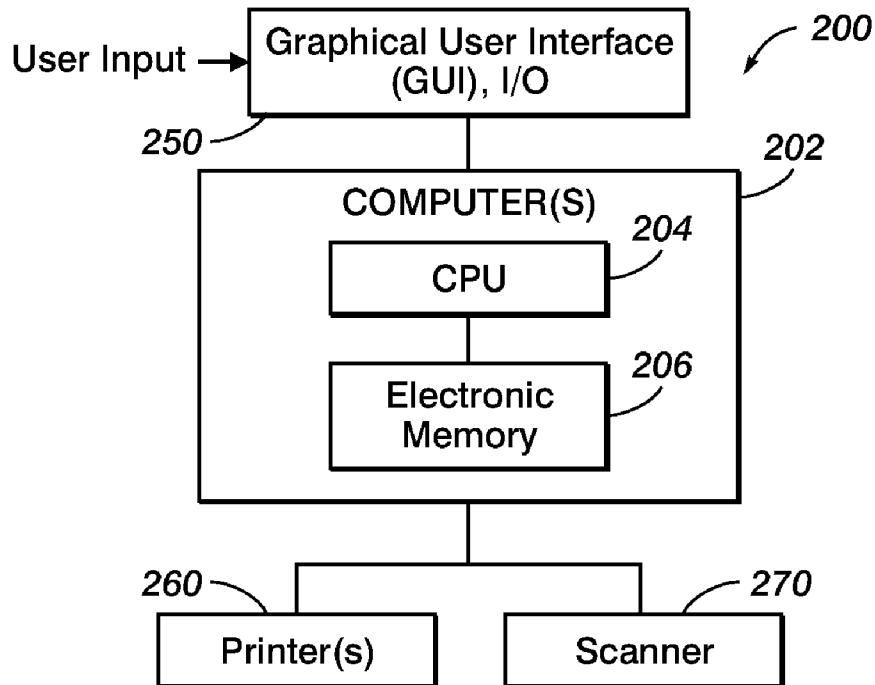 Graphical User Interface
(GUI), I/O
200
User Input
250
202
COMPUTER(S)
204
CPU
206
Electronic
Memory
260
270
Printer(s)
Scanner